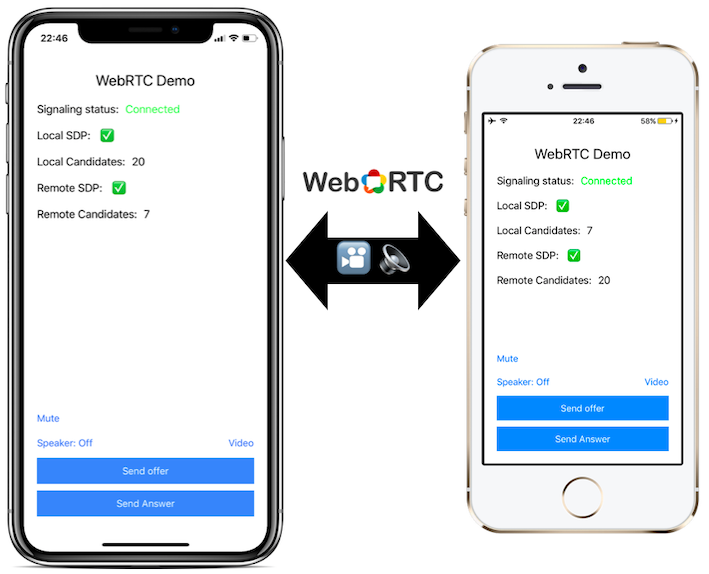 22:46
WebRTC Demo
Signaling status: Connected
Local SDP: ✅
Local Candidates: 20
Remote SDP: ✅
Remote Candidates: 7
Mute
Speaker: Off Video
Send offer
Send Answer
WebRTC
22:46 58%
WebRTC Demo
Signaling status: Connected
Local SDP: ✅
Local Candidates: 7
Remote SDP: ✅
Remote Candidates: 20
Mute
Speaker: Off Video
Send offer
Send Answer